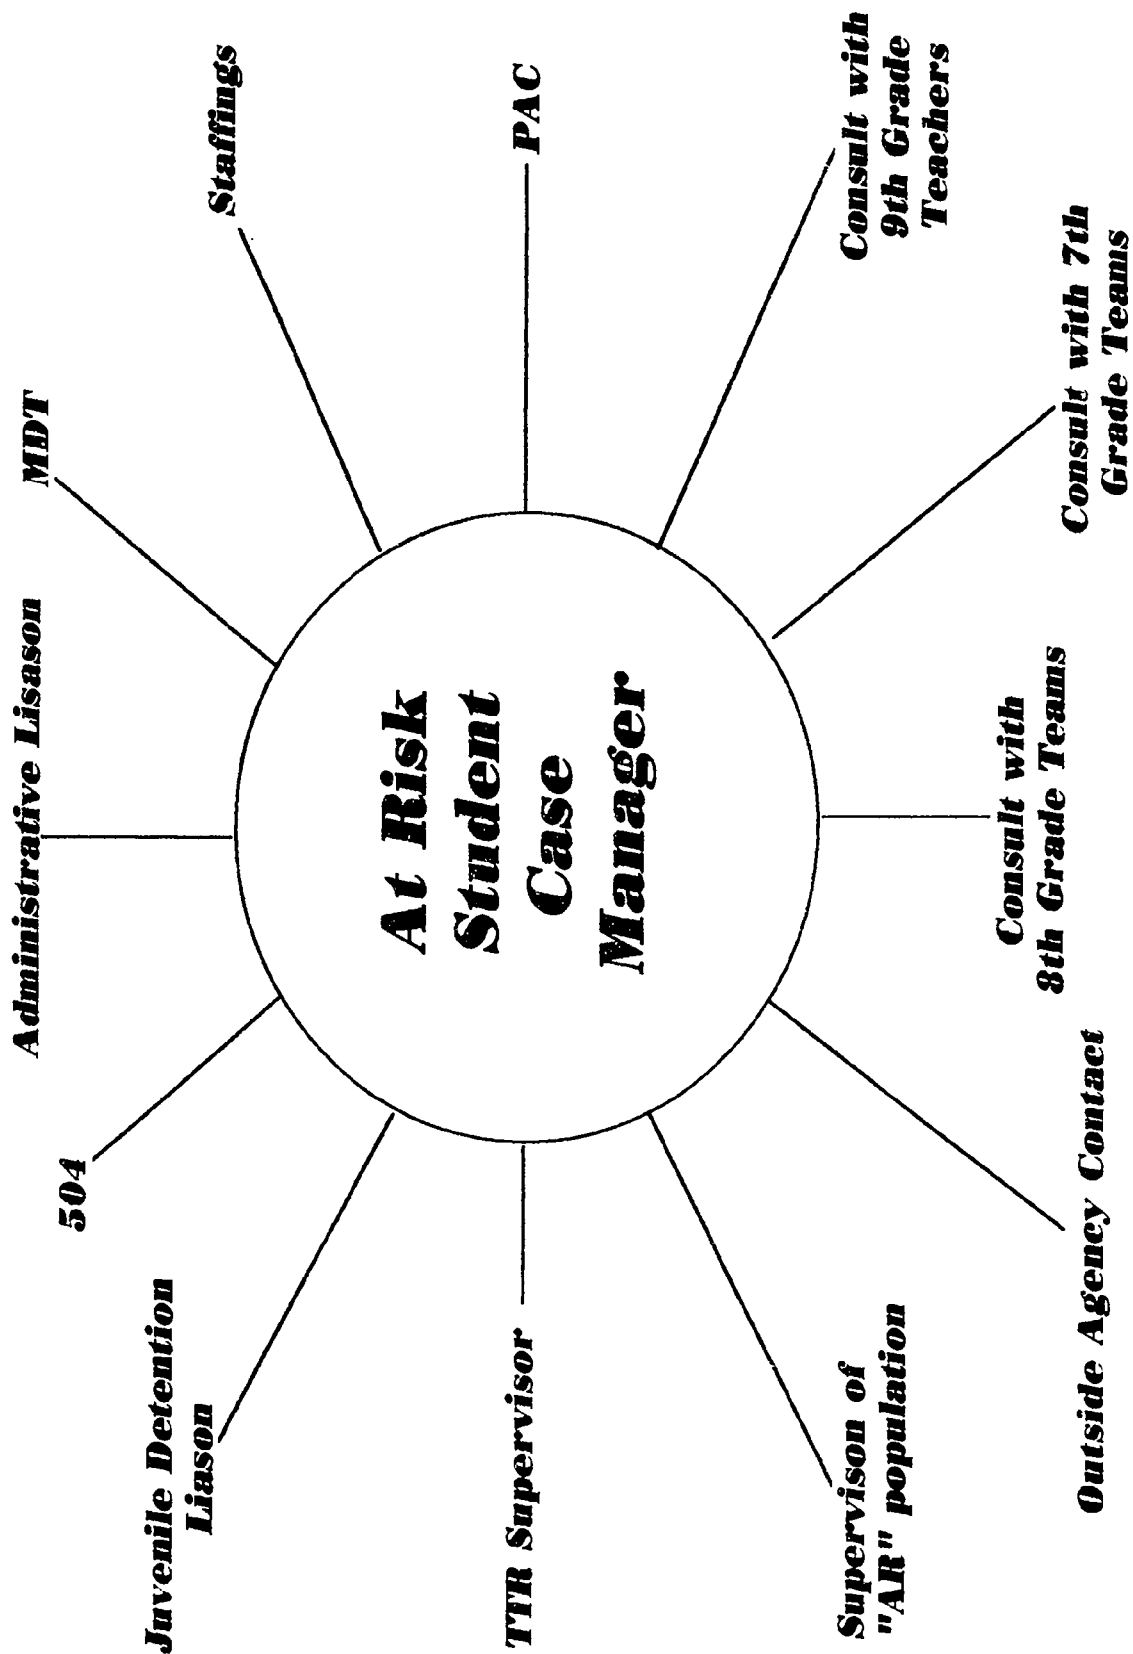 Administrative Lisason
MDT
Staffings
PAC
Consult with
9th Grade
Teachers
Consult with 7th
Grade Teams
Consult with
8th Grade Teams
Outside Agency Contact
Supervison of
"AR" population
TTR Supervisor
Juvenile Detention
Liason
504
At Risk
Student
Case
Manager